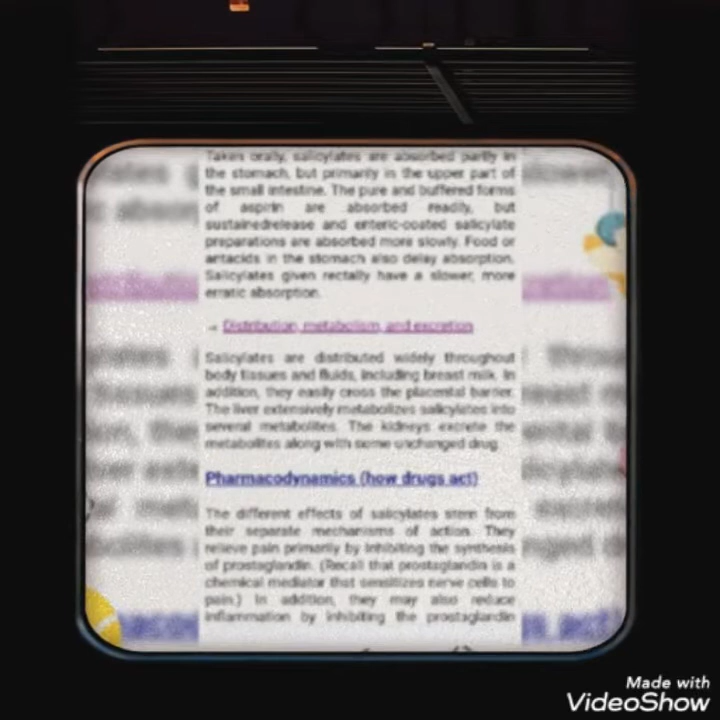 Taken orally, salicylates are absorbed partly in
the stomach, but primarily in the upper part of
the small intestine. The pure and buffered forms
of aspirin are absorbed readily, but
sustainedrelease and enteric-coated salicylate
preparations are absorbed more slowly. Food or
antacids in the stomach also delay absorption.
Salicylates given rectally have a slower, more
erratic absorption.
Distribution, metabolism, and excretion
Salicylates are distributed widely throughout
body tissues and fluids, including breast milk. In
addition, they easily cross the placental barrier.
The liver extensively metabolizes salicylates into
several metabolites. The kidneys excrete the
metabolites along with some unchanged drug.
Pharmacodynamics (how drugs act)
The different effects of salicylates stem from
their separate mechanisms of action. They
relieve pain primarily by inhibiting the synthesis
of prostaglandin. (Recall that prostaglandin is a
chemical mediator that sensitizes nerve cells to
pain.) In addition, they may also reduce
inflammation by inhibiting the prostaglandin
Made with
VideoShow